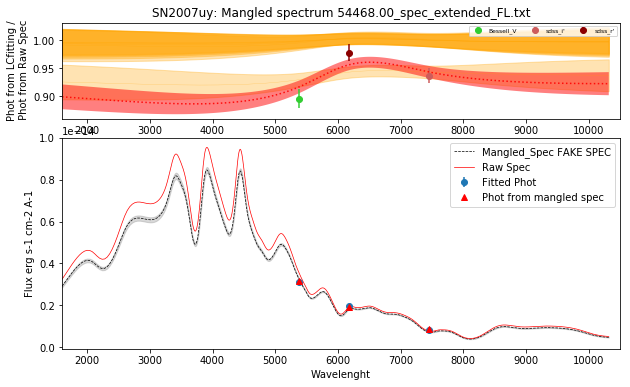 SN2007uy: Mangled spectrum 54468.00_spec_extended_FL.txt
Phot from LCfitting /
Phot from Raw Spec
1.00
0.95
0.90
Bessell_V
sdss_i'
sdss_r'
2000 3000 4000 5000 6000 7000 8000 9000 10000
1e-14
Flux erg s-1 cm-2 A-1
1.0
0.8
0.6
0.4
0.2
0.0
Mangled_Spec FAKE SPEC
Raw Spec
Fitted Phot
Phot from mangled spec
2000 3000 4000 5000 6000 7000 8000 9000 10000
Wavelenght